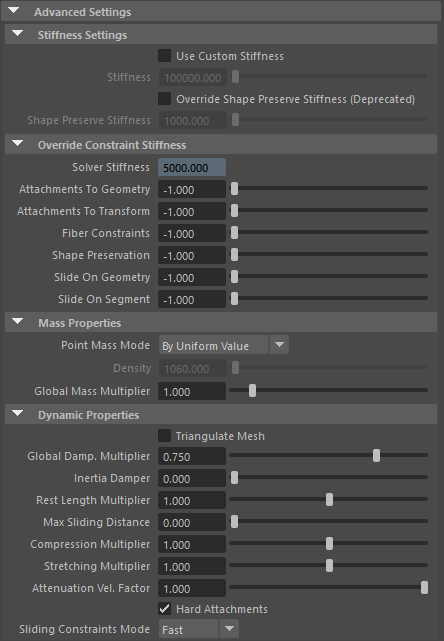 Advanced Settings
Stiffness Settings
Use Custom Stiffness
Stiffness 100000.000
Override Shape Preserve Stiffness (Deprecated)
Shape Preserve Stiffness 1000.000
Override Constraint Stiffness
Solver Stiffness 5000.000
Attachments To Geometry -1.000
Attachments To Transform -1.000
Fiber Constraints -1.000
Shape Preservation -1.000
Slide On Geometry -1.000
Slide On Segment -1.000
Mass Properties
Point Mass Mode By Uniform Value
Density 1060.000
Global Mass Multiplier 1.000
Dynamic Properties
Triangulate Mesh
Global Damp. Multiplier 0.750
Inertia Damper 0.000
Rest Length Multiplier 1.000
Max Sliding Distance 0.000
Compression Multiplier 1.000
Stretching Multiplier 1.000
Attenuation Vel. Factor 1.000
Hard Attachments
Sliding Constraints Mode Fast